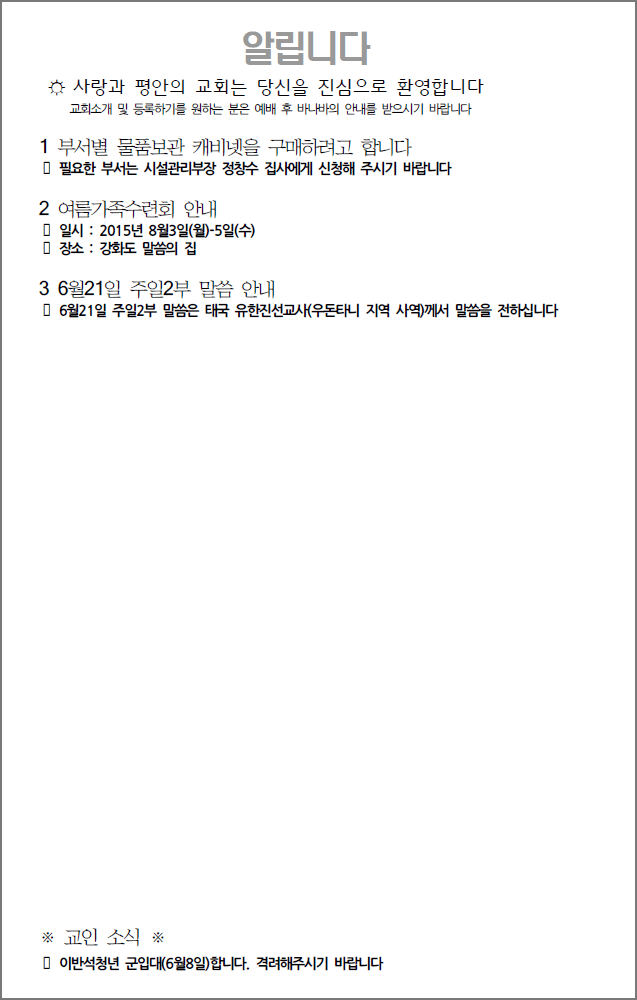 알립니다
☼ 사랑과 평안의 교회는 당신을 진심으로 환영합니다
교회소개 및 등록하기를 원하는 분은 예배 후 바나바의 안내를 받으시기 바랍니다
1 부서별 물품보관 캐비넷을 구매하려고 합니다
▯ 필요한 부서는 시설관리부장 정창수 집사에게 신청해 주시기 바랍니다
2 여름가족수련회 안내
▯ 일시 : 2015년 8월3일(월)-5일(수)
▯ 장소 : 강화도 말씀의 집
3 6월21일 주일2부 말씀 안내
▯ 6월21일 주일2부 말씀은 태국 유한진선교사(우돈타니 지역 사역)께서 말씀을 전하십니다
※ 교인 소식 ※
▯ 이반석청년 군입대(6월8일)합니다. 격려해주시기 바랍니다